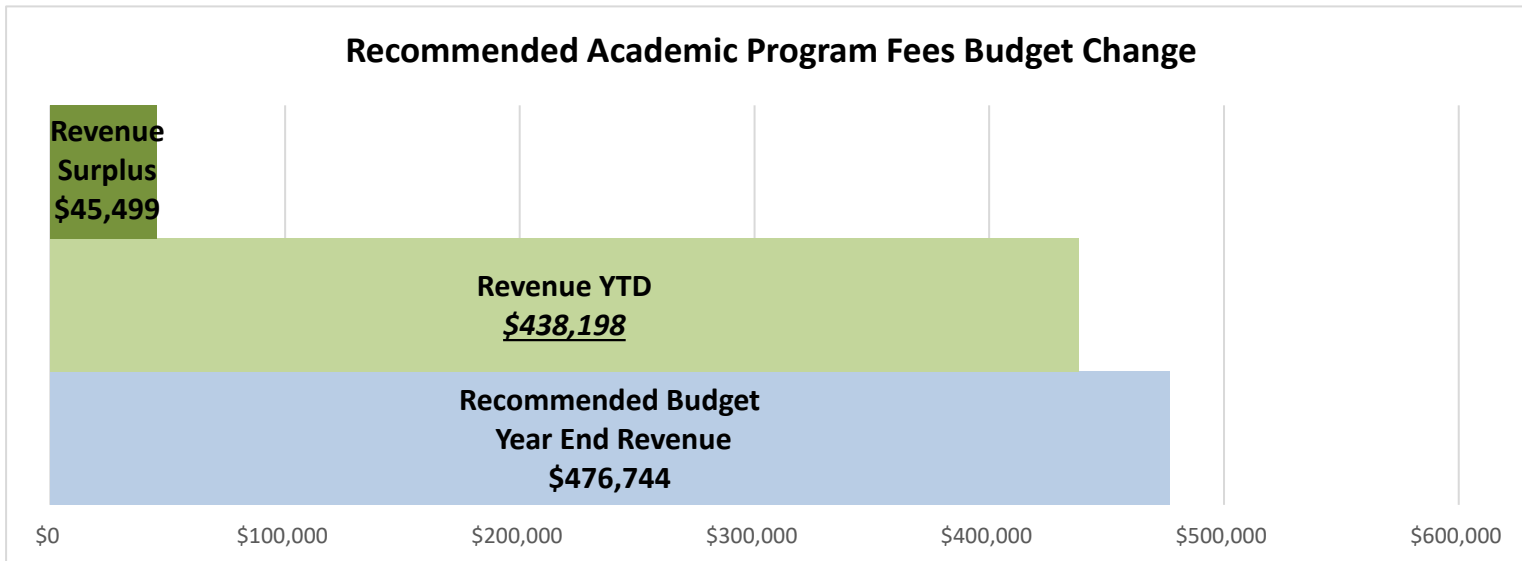 Recommended Academic Program Fees Budget Change
Revenue
Surplus
$45,499
Revenue YTD
$438,198
Recommended Budget
Year End Revenue
$476,744
$0 $100,000 $200,000 $300,000 $400,000 $500,000 $600,000